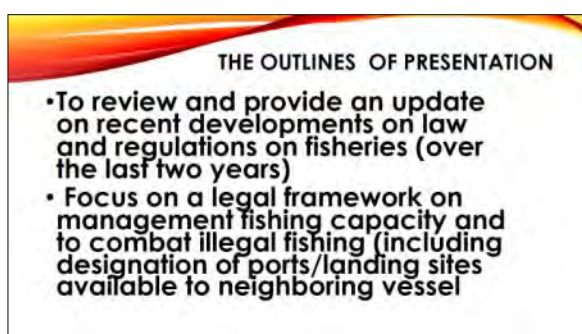 THE OUTLINES OF PRESENTATION
•To review and provide an update
on recent developments on law
and regulations on fisheries (over
the last two years)
• Focus on a legal framework on
management fishing capacity and
to combat illegal fishing (including
designation of ports/landing sites
available to neighboring vessel